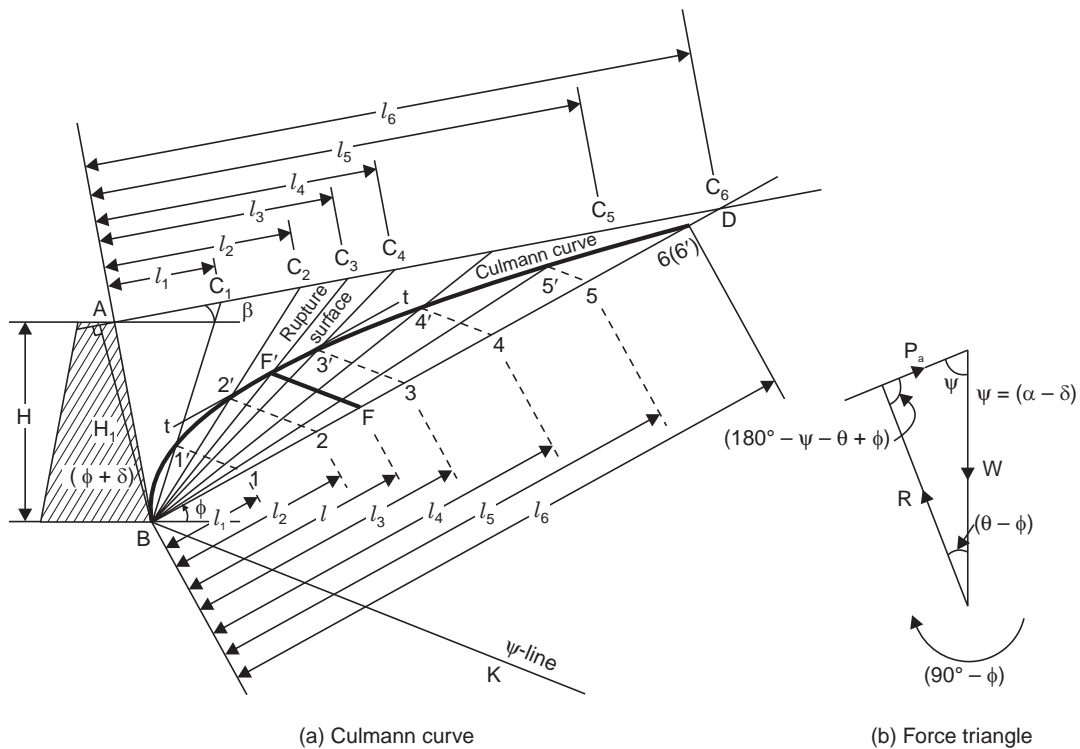 l₆
l₅
l₄
l₃
l₂
l₁
C₁
C₂
C₃
C₄
C₅
C₆
D
A
β
Rupture
surface
Culmann curve
t
6(6′)
5′
5
4′
4
3′
3
F′
F
2′
2
t
1′
1
H
H₁
(ϕ + δ)
ϕ
B
l₁
l₂
l
l₃
l₄
l₅
l₆
ψ-line
K
(a) Culmann curve
Pₐ
ψ
ψ = (α – δ)
(180° – ψ – θ + ϕ)
W
R
(θ – ϕ)
(90° – ϕ)
(b) Force triangle